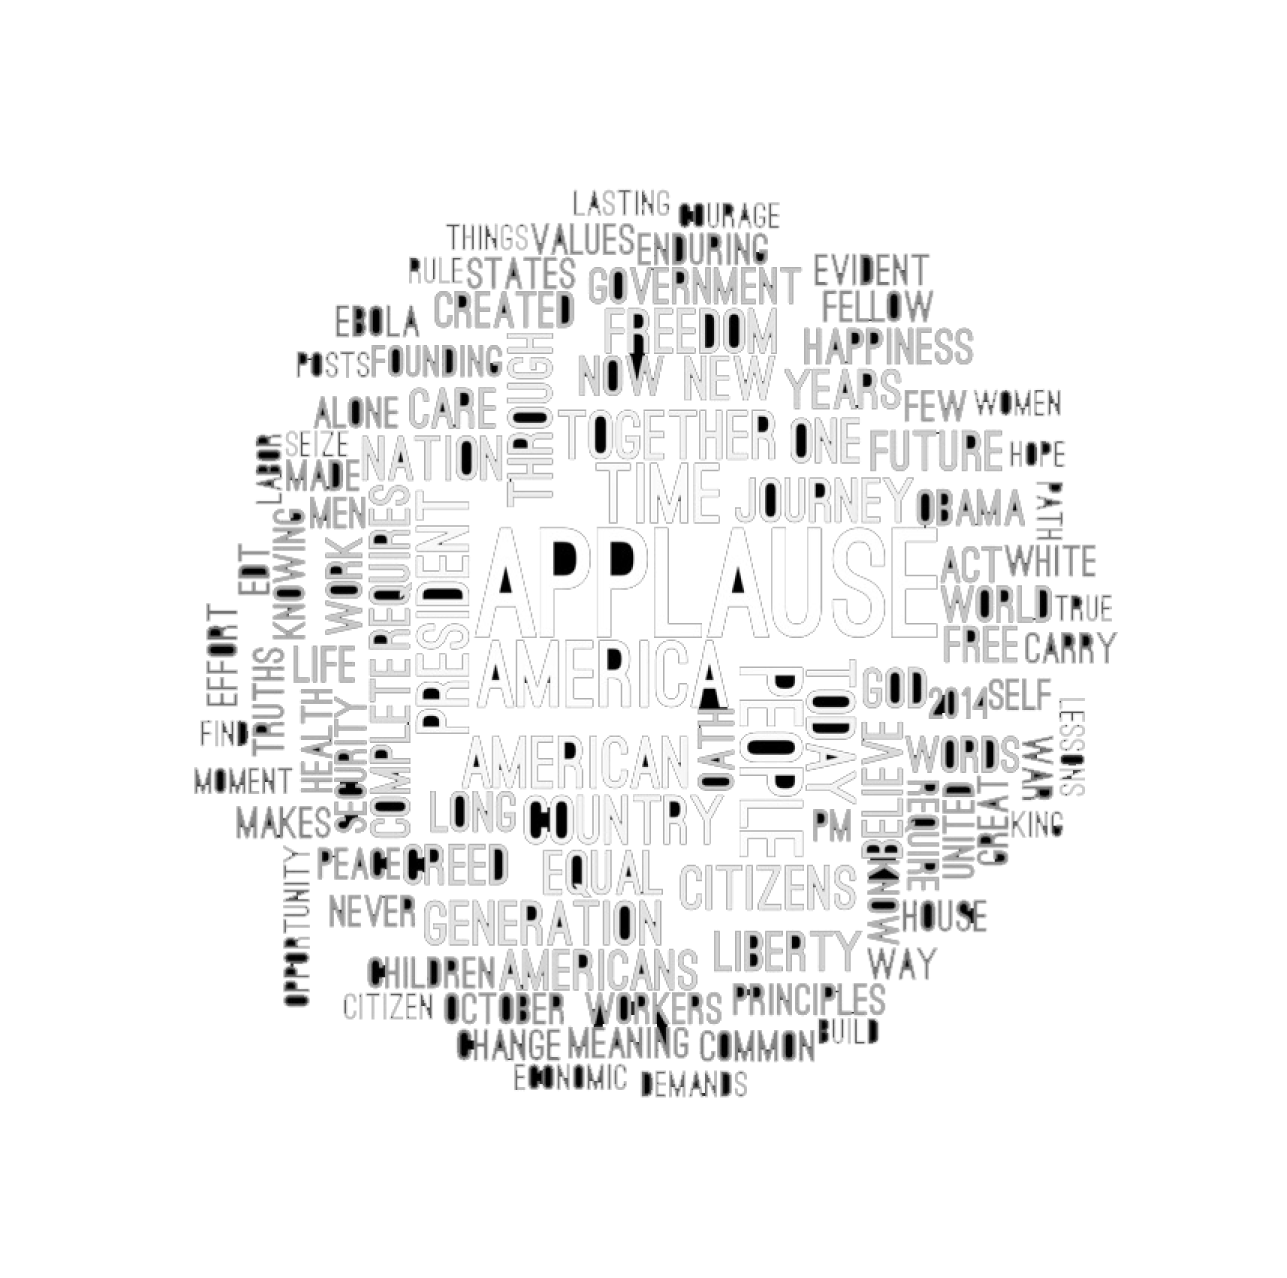 LASTING
COURAGE
THINGS
VALUES
ENDURING
RULE
STATES
GOVERNMENT
EVIDENT
CREATED
FELLOW
EBOLA
FREEDOM
HAPPINESS
POSTS
FOUNDING
THROUGH
NOW
NEW
YEARS
ALONE
CARE
FEW
WOMEN
LABOR
SEIZE
NATION
TOGETHER
ONE
FUTURE
HOPE
MADE
TIME
JOURNEY
OBAMA
PATH
MEN
KNOWING
REQUIRES
PRESIDENT
APPLAUSE
EDT
WORK
ACT
WHITE
WORLD
TRUE
EFFORT
FREE
CARRY
TRUTHS
LIFE
COMPLETE
AMERICA
PEOPLE
TODAY
GOD
2014
SELF
LESSONS
FIND
HEALTH
SECURITY
OATH
BELIEVE
WORDS
WAR
MOMENT
AMERICAN
REQUIRE
UNITED
GREAT
MAKES
LONG
COUNTRY
PM
KING
OPPORTUNITY
PEACE
CREED
EQUAL
CITIZENS
WONK
NEVER
GENERATION
HOUSE
LIBERTY
WAY
CHILDREN
AMERICANS
CITIZEN
OCTOBER
WORKERS
PRINCIPLES
CHANGE
MEANING
COMMON
BUILD
ECONOMIC
DEMANDS